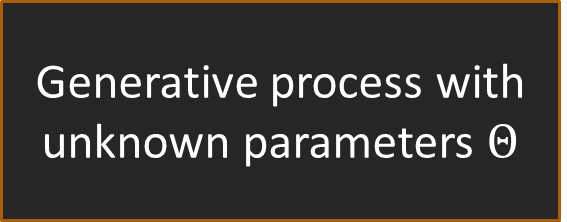 Generative process with
unknown parameters Θ